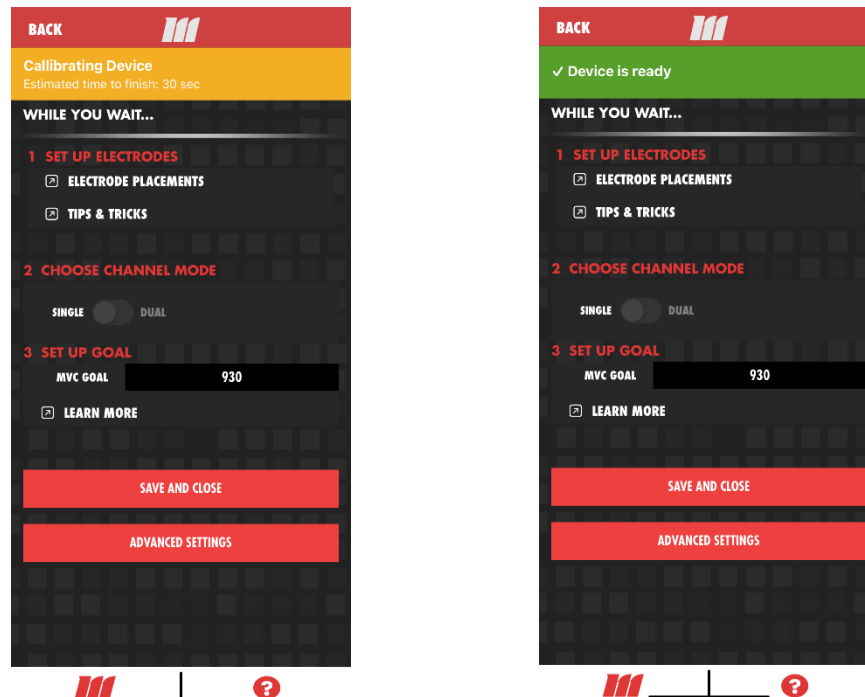 BACK
Callibrating Device
Estimated time to finish: 30 sec
WHILE YOU WAIT...
1 SET UP ELECTRODES
ELECTRODE PLACEMENTS
TIPS & TRICKS
2 CHOOSE CHANNEL MODE
SINGLE DUAL
3 SET UP GOAL
MVC GOAL 930
LEARN MORE
SAVE AND CLOSE
ADVANCED SETTINGS
?
BACK
✓ Device is ready
WHILE YOU WAIT...
1 SET UP ELECTRODES
ELECTRODE PLACEMENTS
TIPS & TRICKS
2 CHOOSE CHANNEL MODE
SINGLE DUAL
3 SET UP GOAL
MVC GOAL 930
LEARN MORE
SAVE AND CLOSE
ADVANCED SETTINGS
?